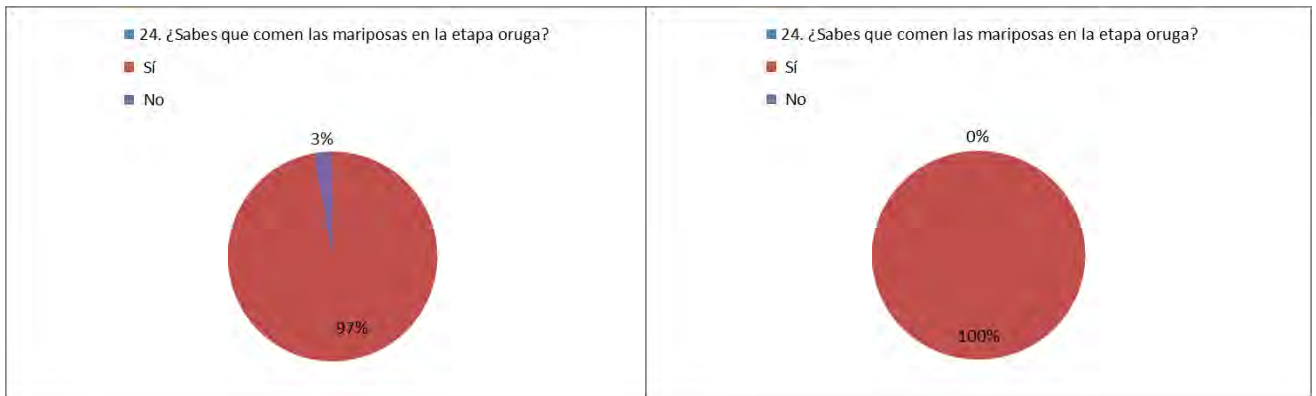 24. ¿Sabes que comen las mariposas en la etapa oruga?
Sí
No
3%
97%
24. ¿Sabes que comen las mariposas en la etapa oruga?
Sí
No
0%
100%